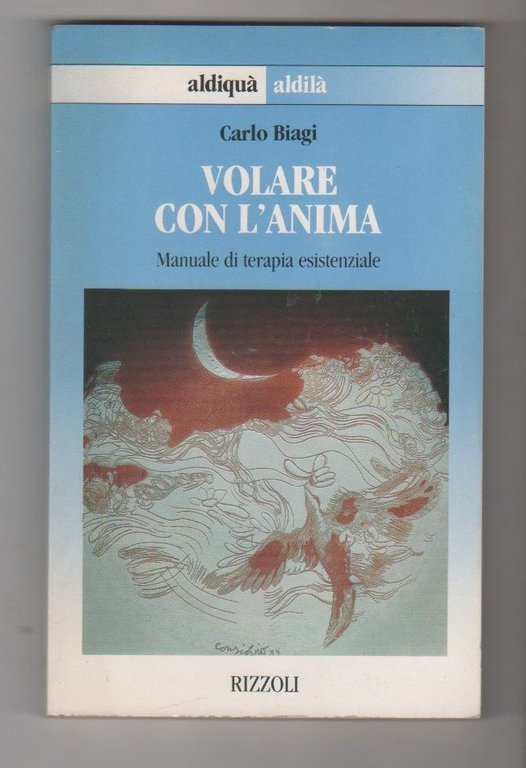 aldiquà aldilà
Carlo Biagi
VOLARE
CON L'ANIMA
Manuale di terapia esistenziale
RIZZOLI